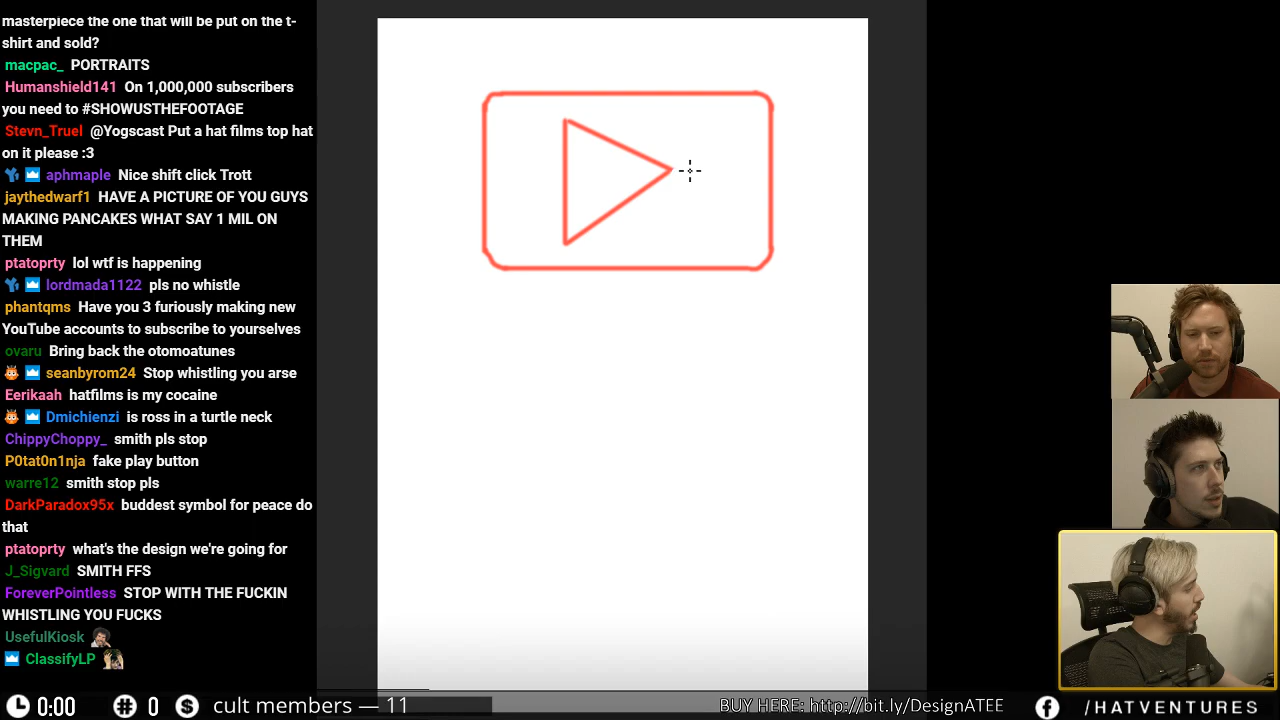 masterpiece the one that will be put on the t-
shirt and sold?
macpac_ PORTRAITS
Humanshield141 On 1,000,000 subscribers
you need to #SHOWUSTHEFOOTAGE
Stevn_Truel @Yogscast Put a hat films top hat
on it please :3
aphmaple Nice shift click Trott
jaythedwarf1 HAVE A PICTURE OF YOU GUYS
MAKING PANCAKES WHAT SAY 1 MIL ON
THEM
ptatoprty lol wtf is happening
lordmada1122 pls no whistle
phantqms Have you 3 furiously making new
YouTube accounts to subscribe to yourselves
ovaru Bring back the otomoatunes
seanbyrom24 Stop whistling you arse
Eerikaah hatfilms is my cocaine
Dmichienzi is ross in a turtle neck
ChippyChoppy_ smith pls stop
P0tat0n1nja fake play button
warre12 smith stop pls
DarkParadox95x buddest symbol for peace do
that
ptatoprty what's the design we're going for
J_Sigvard SMITH FFS
ForeverPointless STOP WITH THE FUCKIN
WHISTLING YOU FUCKS
UsefulKiosk
ClassifyLP
0:00 # 0 $ cult members — 11 BUY HERE: http://bit.ly/DesignATEE f /HATVENTURES